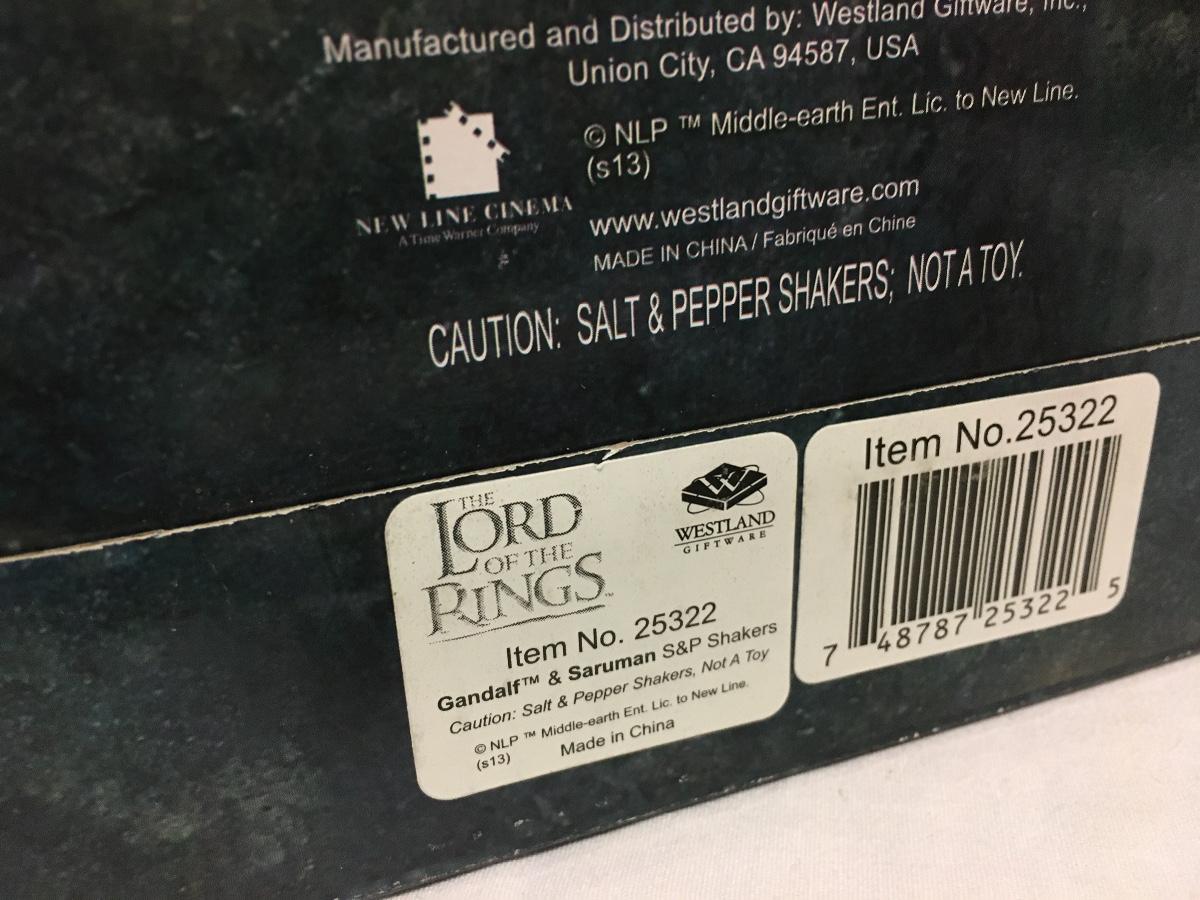 Manufactured and Distributed by: Westland Giftware, Inc.,
Union City, CA 94587, USA
© NLP ™ Middle-earth Ent. Lic. to New Line.
(s13)
NEW LINE CINEMA
A Time Warner Company
www.westlandgiftware.com
MADE IN CHINA / Fabriqué en Chine
CAUTION: SALT & PEPPER SHAKERS; NOT A TOY.
THE
LORD
OF THE
RINGS™
WESTLAND
GIFTWARE
Item No. 25322
Gandalf™ & Saruman S&P Shakers
Caution: Salt & Pepper Shakers, Not A Toy
© NLP ™ Middle-earth Ent. Lic. to New Line.
(s13)
Made in China
Item No.25322
7 48787 25322 5